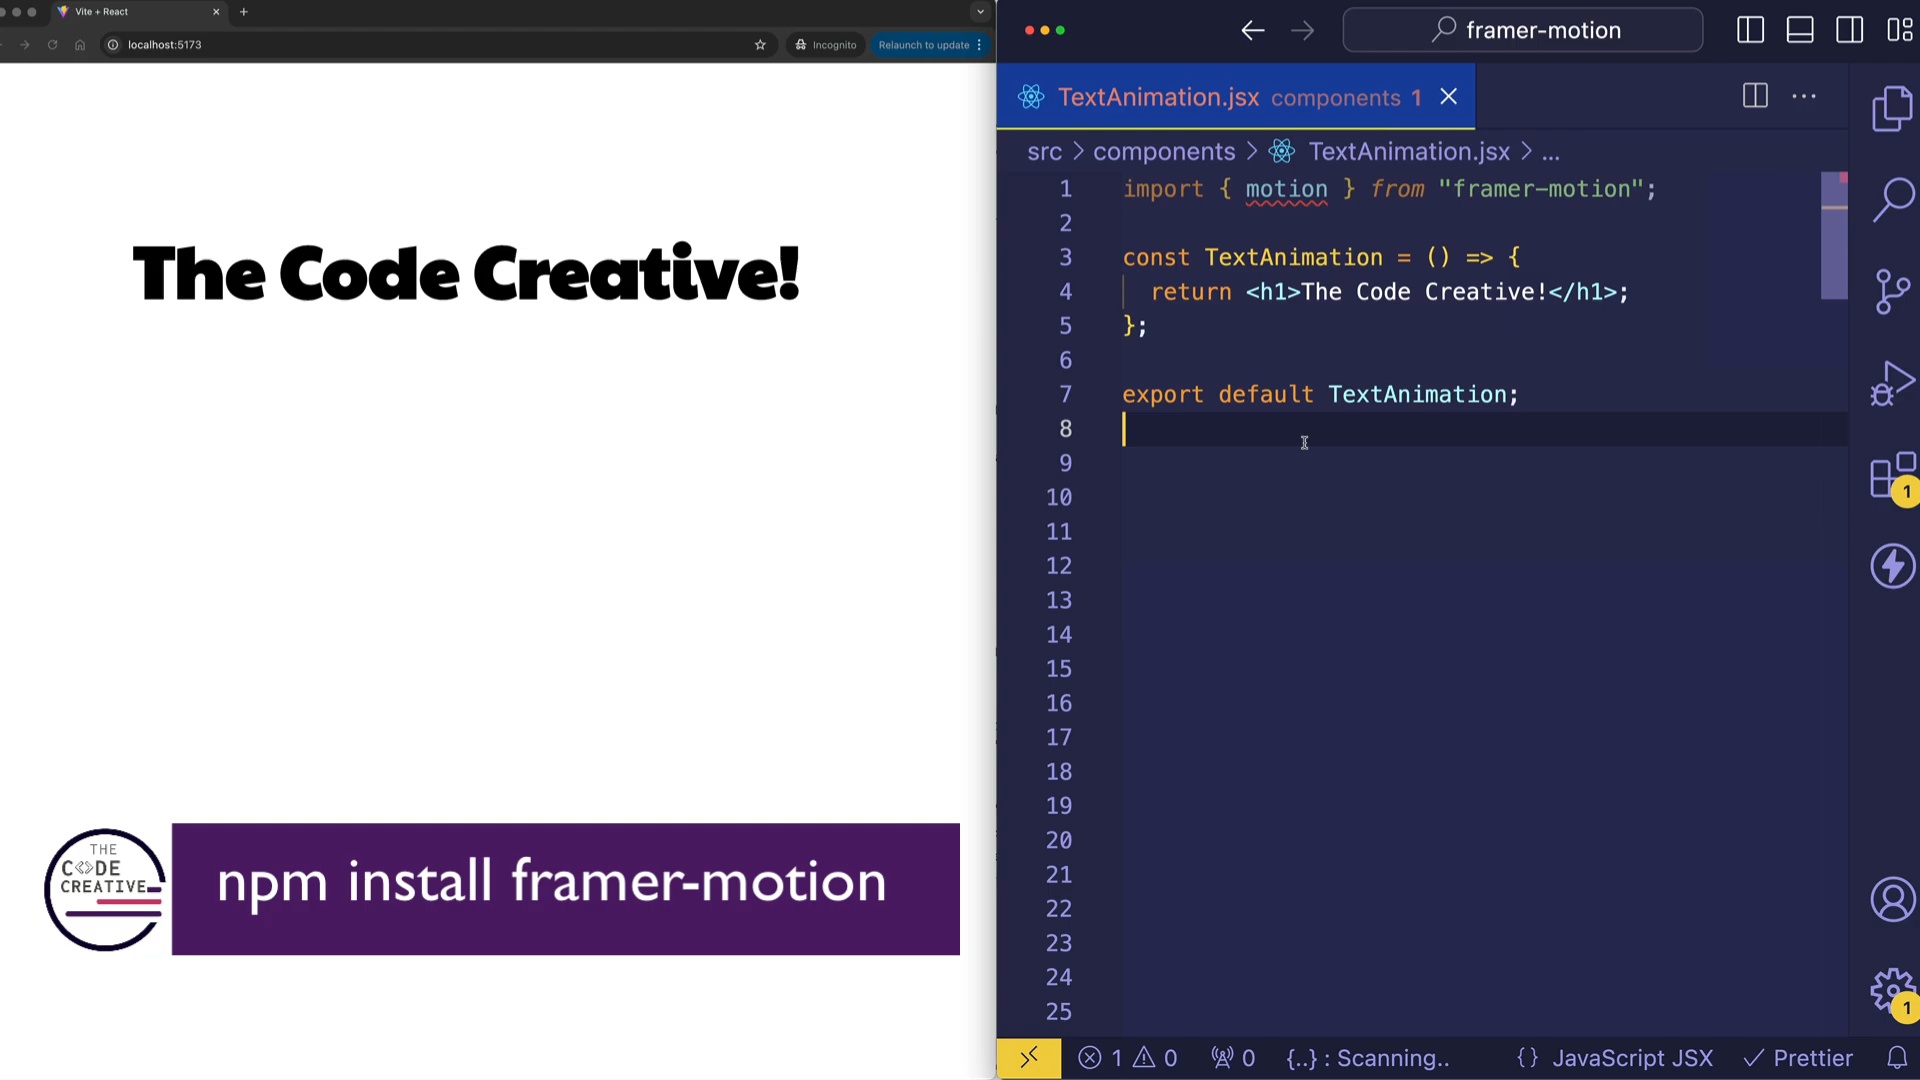 Vite + React
localhost:5173
Incognito
Relaunch to update
The Code Creative!
THE
C<>DE
CREATIVE
npm install framer-motion
framer-motion
TextAnimation.jsx components 1
src > components > TextAnimation.jsx > ...
1 import { motion } from "framer-motion";
2
3 const TextAnimation = () => {
4 return <h1>The Code Creative!</h1>;
5 };
6
7 export default TextAnimation;
8
9
10
11
12
13
14
15
16
17
18
19
20
21
22
23
24
25
1
1
1 0 0 {..} : Scanning.. {} JavaScript JSX Prettier